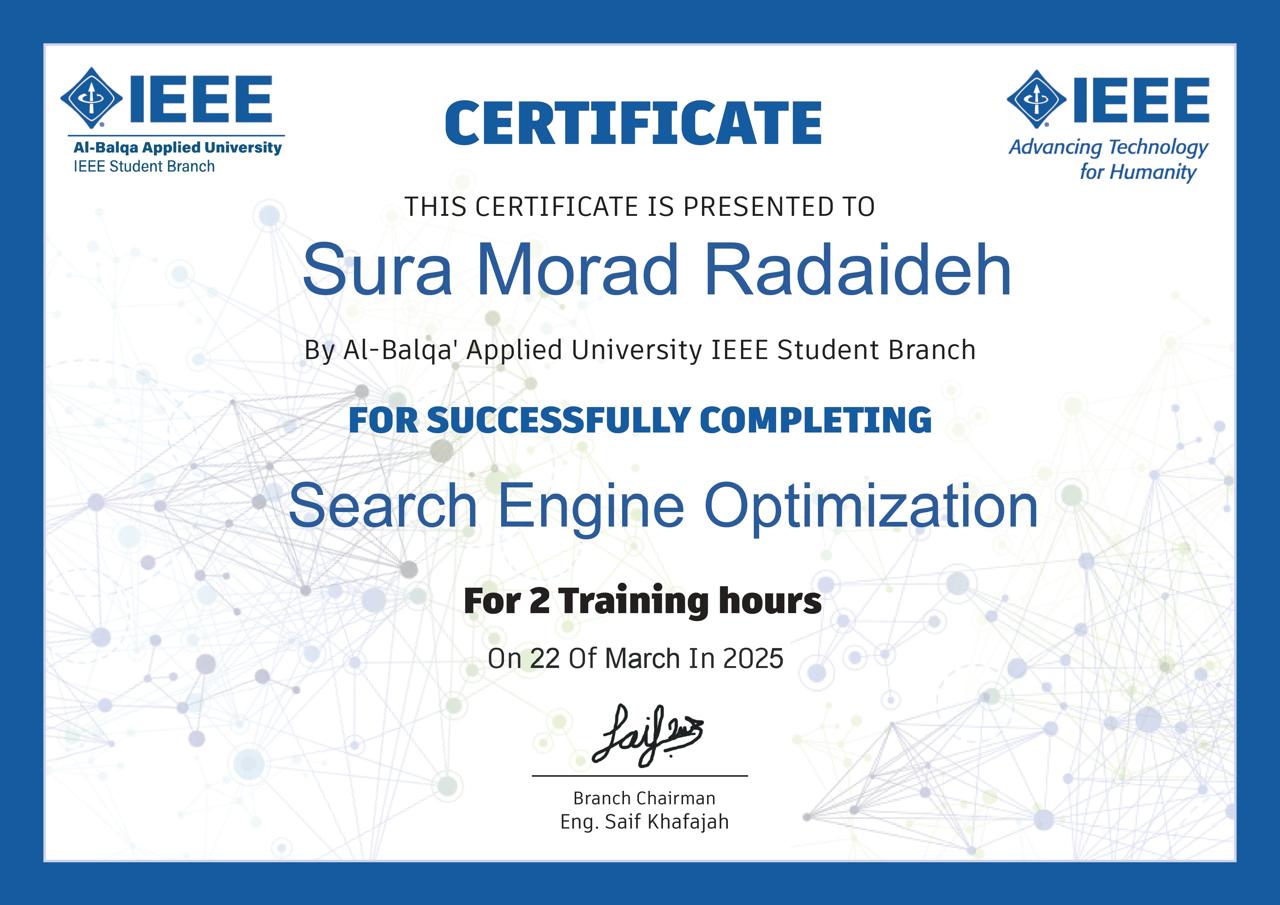 IEEE
Al-Balqa Applied University
IEEE Student Branch
CERTIFICATE
IEEE
Advancing Technology
for Humanity
THIS CERTIFICATE IS PRESENTED TO
Sura Morad Radaideh
By Al-Balqa' Applied University IEEE Student Branch
FOR SUCCESSFULLY COMPLETING
Search Engine Optimization
For 2 Training hours
On 22 Of March In 2025
Saif
Branch Chairman
Eng. Saif Khafajah